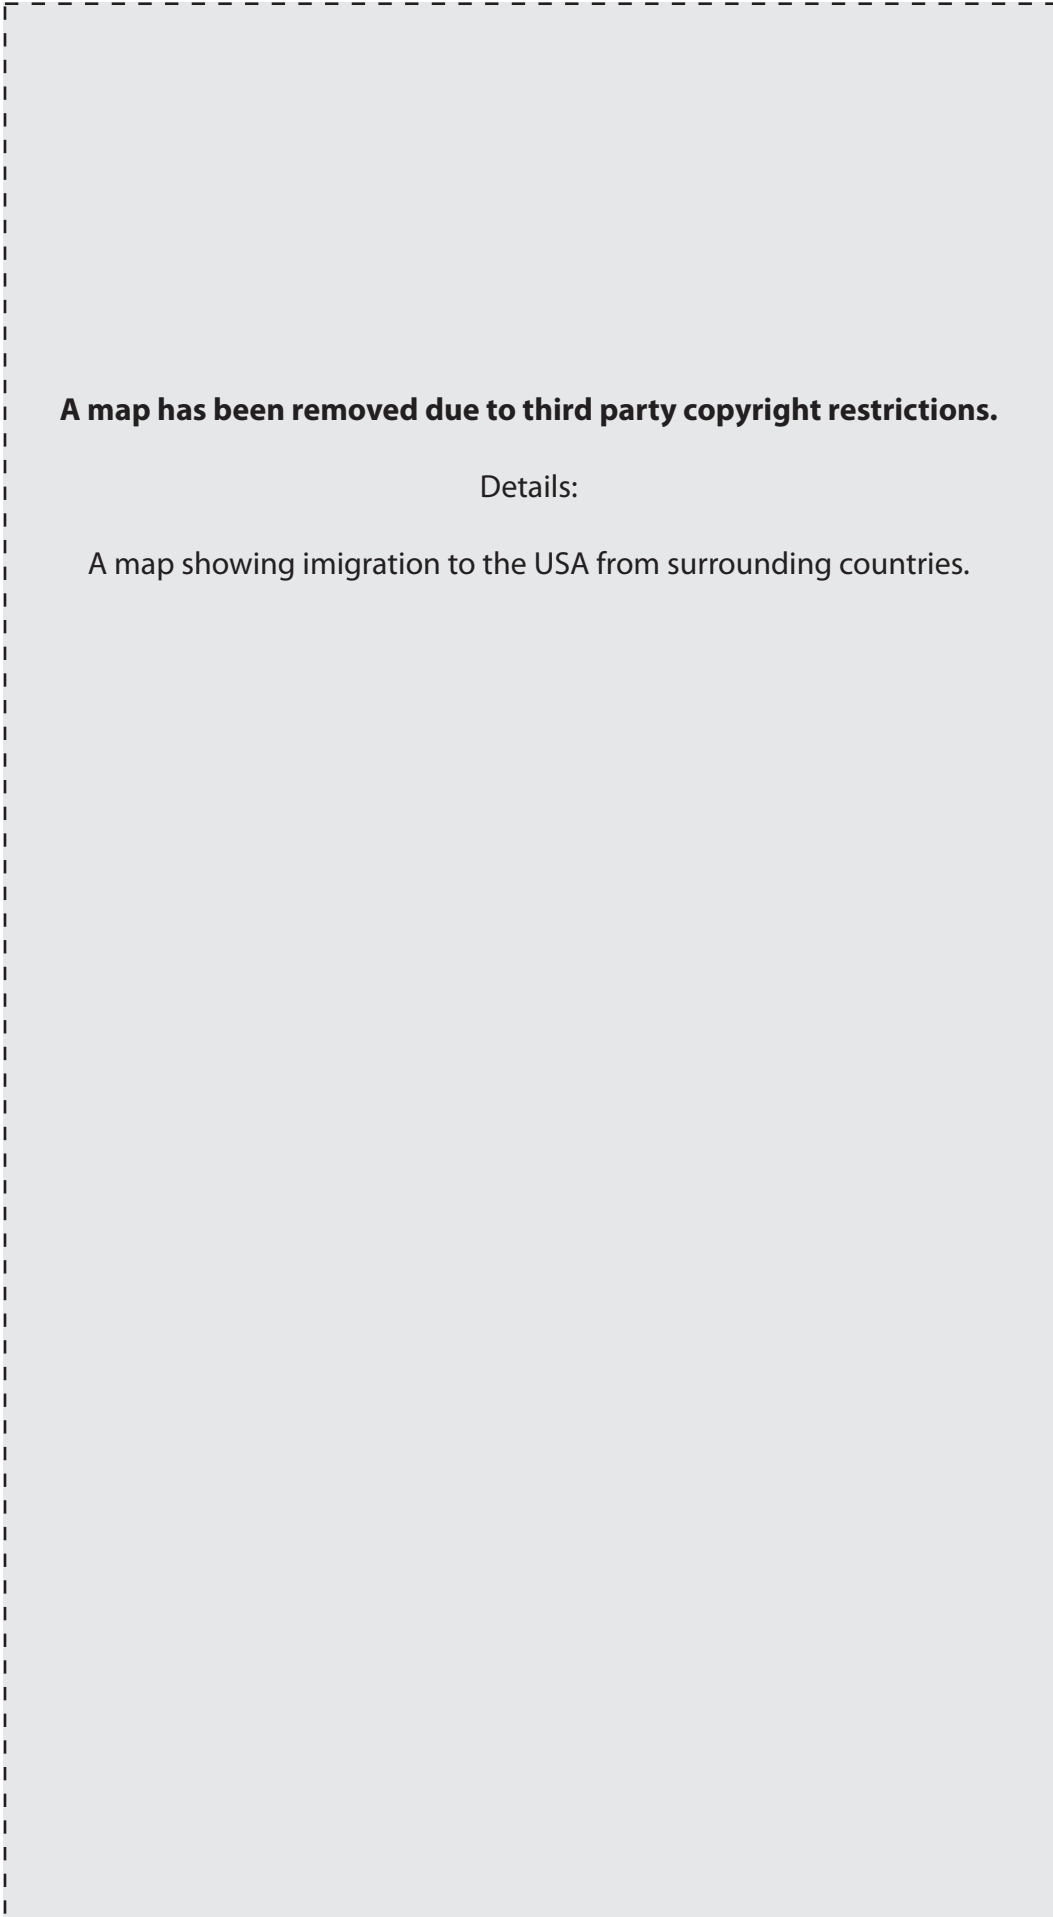 A map has been removed due to third party copyright restrictions.
Details:
A map showing imigration to the USA from surrounding countries.